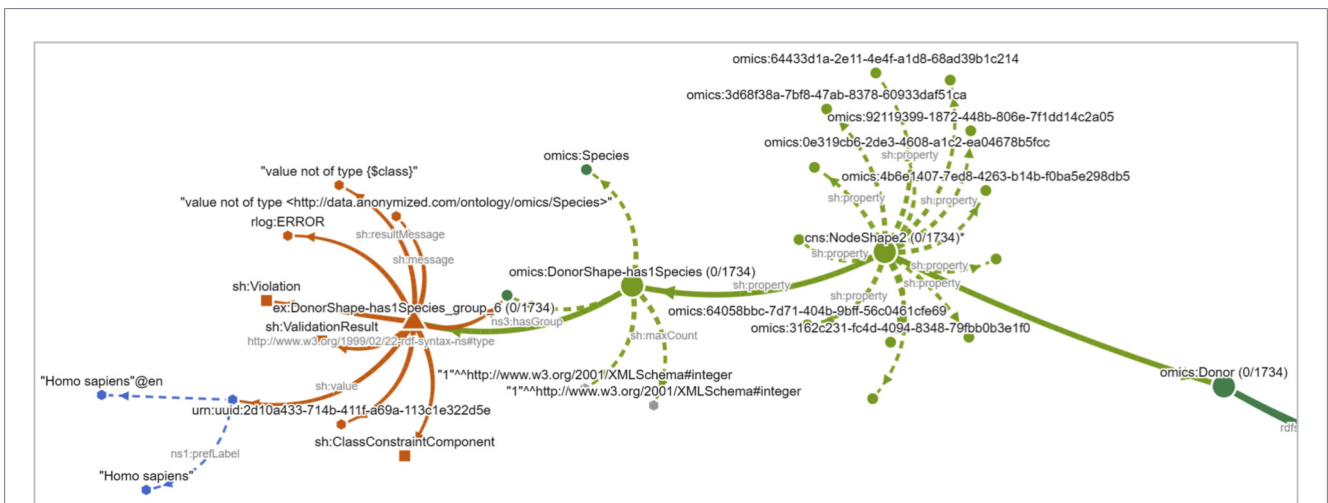 omics:64433d1a-2e11-4e4f-a1d8-68ad39b1c214
omics:3d68f38a-7bf8-47ab-8378-60933daf51ca
omics:92119399-1872-448b-806e-7f1dd14c2a05
omics:0e319cb6-2de3-4608-a1c2-ea04678b5fcc
sh:property
omics:Species
"value not of type {$class}"
omics:4b6e1407-7ed8-4263-b14b-f0ba5e298db5
sh:property
sh:property
"value not of type <http://data.anonymized.com/ontology/omics/Species>"
rlog:ERROR
sh:resultMessage
cns:NodeShape2 (0/1734)*
sh:property
sh:message
sh:property
omics:DonorShape-has1Species (0/1734)
sh:property
sh:property
sh:Violation
sh:property
ex:DonorShape-has1Species_group_6 (0/1734)
omics:64058bbc-7d71-404b-9bff-56c0461cfe69
ns3:hasGroup
sh:ValidationResult
omics:3162c231-fc4d-4094-8348-79fbb0b3e1f0
sh:maxCount
http://www.w3.org/1999/02/22-rdf-syntax-ns#type
omics:Donor (0/1734)
"1"^^http://www.w3.org/2001/XMLSchema#integer
"Homo sapiens"@en
sh:value
"1"^^http://www.w3.org/2001/XMLSchema#integer
urn:uuid:2d10a433-714b-411f-a69a-113c1e322d5e
rdfs
sh:ClassConstraintComponent
ns1:prefLabel
"Homo sapiens"